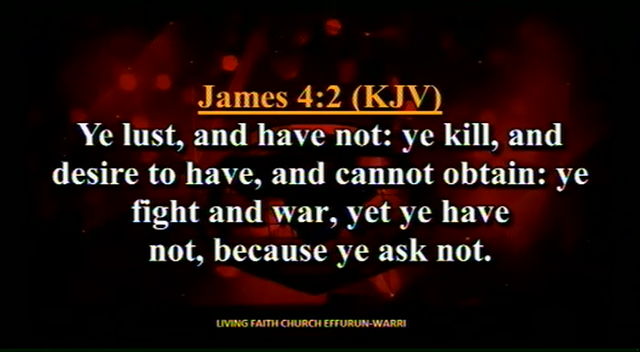 James 4:2 (KJV)
Ye lust, and have not: ye kill, and
desire to have, and cannot obtain: ye
fight and war, yet ye have
not, because ye ask not.
LIVING FAITH CHURCH EFFURUN-WARRI